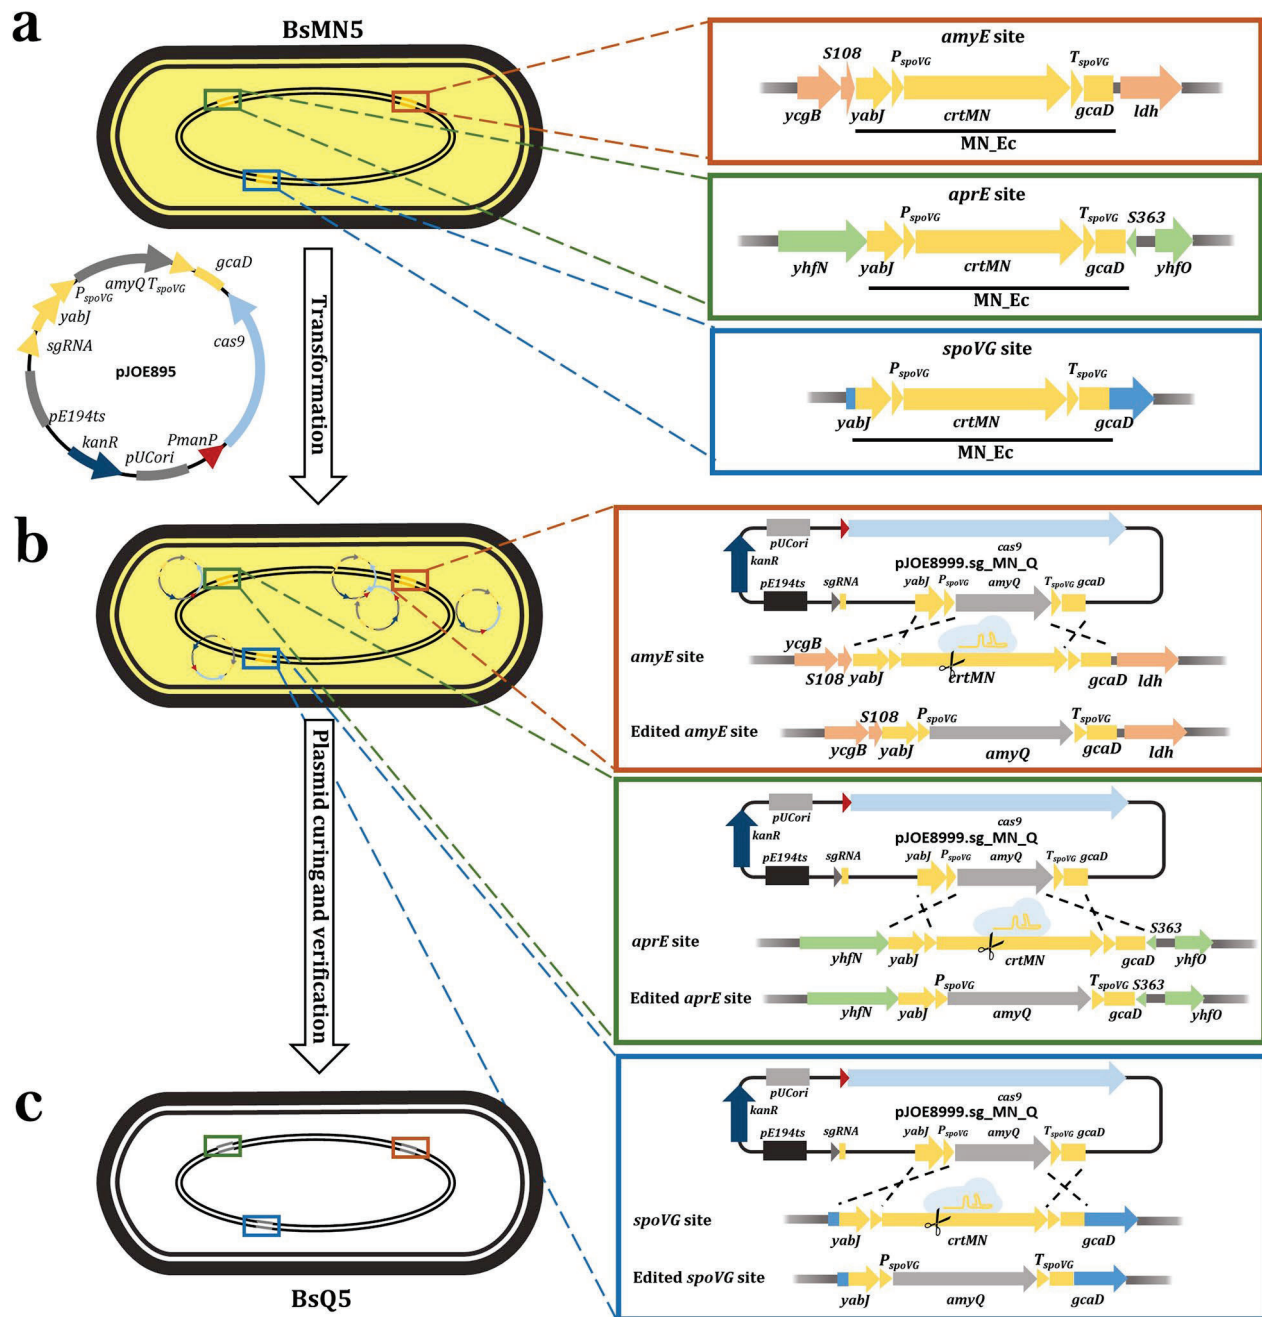 a
BsMN5
amyE site
S108
PspoVG
TspoVG
ycgB
yabJ
crtMN
gcaD
ldh
MN_Ec
aprE site
PspoVG
TspoVG
S363
yhfN
yabJ
crtMN
gcaD
yhfO
MN_Ec
spoVG site
PspoVG
TspoVG
yabJ
crtMN
gcaD
MN_Ec
gcaD
amyQ TspoVG
PspoVG
yabJ
sgRNA
cas9
pJOE895
pE194ts
PmanP
kanR
pUCori
Transformation
b
pUCori
kanR
cas9
pJOE8999.sg_MN_Q
pE194ts
sgRNA
yabJ
PspoVG
amyQ
TspoVG
gcaD
ycgB
amyE site
S108
yabJ
crtMN
gcaD
ldh
Edited amyE site
S108
PspoVG
TspoVG
ycgB
yabJ
amyQ
gcaD
ldh
Plasmid curing and verification
pUCori
kanR
cas9
pJOE8999.sg_MN_Q
pE194ts
sgRNA
yabJ
PspoVG
amyQ
TspoVG
gcaD
aprE site
S363
yhfN
yabJ
crtMN
gcaD
yhfO
Edited aprE site
PspoVG
TspoVG
S363
yhfN
yabJ
amyQ
gcaD
yhfO
c
BsQ5
pUCori
kanR
cas9
pJOE8999.sg_MN_Q
pE194ts
sgRNA
yabJ
PspoVG
amyQ
TspoVG
gcaD
spoVG site
yabJ
crtMN
gcaD
Edited spoVG site
PspoVG
TspoVG
yabJ
amyQ
gcaD